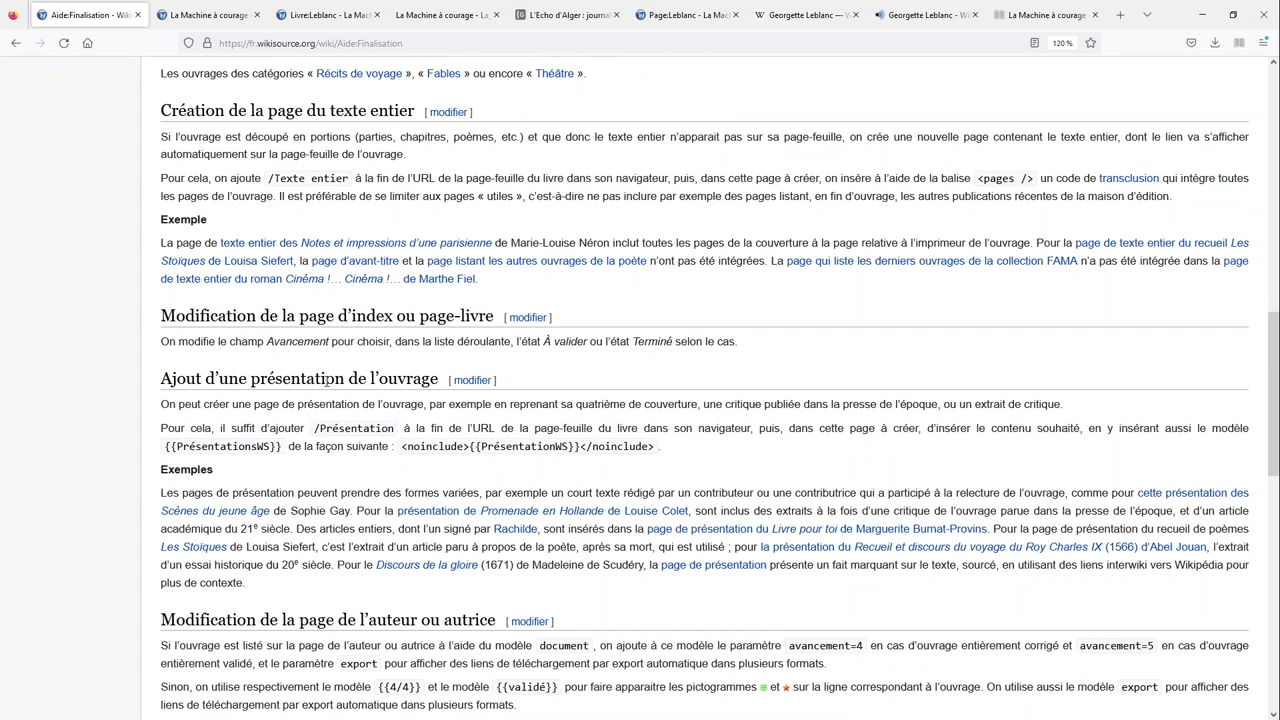 Aide:Finalisation - Wiki
La Machine à courage
Livre:Leblanc - La Mac
La Machine à courage - La
L'Echo d'Alger : journal
Page:Leblanc - La Mac
Georgette Leblanc — W
Georgette Leblanc - Wik
La Machine à courage
https://fr.wikisource.org/wiki/Aide:Finalisation
120 %
Les ouvrages des catégories « Récits de voyage », « Fables » ou encore « Théâtre ».
Création de la page du texte entier [ modifier ]
Si l’ouvrage est découpé en portions (parties, chapitres, poèmes, etc.) et que donc le texte entier n’apparait pas sur sa page-feuille, on crée une nouvelle page contenant le texte entier, dont le lien va s’afficher
automatiquement sur la page-feuille de l’ouvrage.
Pour cela, on ajoute /Texte entier à la fin de l’URL de la page-feuille du livre dans son navigateur, puis, dans cette page à créer, on insère à l’aide de la balise <pages /> un code de transclusion qui intègre toutes
les pages de l’ouvrage. Il est préférable de se limiter aux pages « utiles », c’est-à-dire ne pas inclure par exemple des pages listant, en fin d’ouvrage, les autres publications récentes de la maison d’édition.
Exemple
La page de texte entier des Notes et impressions d’une parisienne de Marie-Louise Néron inclut toutes les pages de la couverture à la page relative à l’imprimeur de l’ouvrage. Pour la page de texte entier du recueil Les
Stoïques de Louisa Siefert, la page d’avant-titre et la page listant les autres ouvrages de la poète n’ont pas été intégrées. La page qui liste les derniers ouvrages de la collection FAMA n’a pas été intégrée dans la page
de texte entier du roman Cinéma !… Cinéma !… de Marthe Fiel.
Modification de la page d’index ou page-livre [ modifier ]
On modifie le champ Avancement pour choisir, dans la liste déroulante, l’état À valider ou l’état Terminé selon le cas.
Ajout d’une présentation de l’ouvrage [ modifier ]
On peut créer une page de présentation de l’ouvrage, par exemple en reprenant sa quatrième de couverture, une critique publiée dans la presse de l’époque, ou un extrait de critique.
Pour cela, il suffit d’ajouter /Présentation à la fin de l’URL de la page-feuille du livre dans son navigateur, puis, dans cette page à créer, d’insérer le contenu souhaité, en y insérant aussi le modèle
{{PrésentationsWS}} de la façon suivante : <noinclude>{{PrésentationWS}}</noinclude> .
Exemples
Les pages de présentation peuvent prendre des formes variées, par exemple un court texte rédigé par un contributeur ou une contributrice qui a participé à la relecture de l’ouvrage, comme pour cette présentation des
Scènes du jeune âge de Sophie Gay. Pour la présentation de Promenade en Hollande de Louise Colet, sont inclus des extraits à la fois d’une critique de l’ouvrage parue dans la presse de l’époque, et d’un article
académique du 21e siècle. Des articles entiers, dont l’un signé par Rachilde, sont insérés dans la page de présentation du Livre pour toi de Marguerite Burnat-Provins. Pour la page de présentation du recueil de poèmes
Les Stoïques de Louisa Siefert, c’est l’extrait d’un article paru à propos de la poète, après sa mort, qui est utilisé ; pour la présentation du Recueil et discours du voyage du Roy Charles IX (1566) d’Abel Jouan, l’extrait
d’un essai historique du 20e siècle. Pour le Discours de la gloire (1671) de Madeleine de Scudéry, la page de présentation présente un fait marquant sur le texte, sourcé, en utilisant des liens interwiki vers Wikipédia pour
plus de contexte.
Modification de la page de l’auteur ou autrice [ modifier ]
Si l’ouvrage est listé sur la page de l’auteur ou autrice à l’aide du modèle document , on ajoute à ce modèle le paramètre avancement=4 en cas d’ouvrage entièrement corrigé et avancement=5 en cas d’ouvrage
entièrement validé, et le paramètre export pour afficher des liens de téléchargement par export automatique dans plusieurs formats.
Sinon, on utilise respectivement le modèle {{4/4}} et le modèle {{validé}} pour faire apparaitre les pictogrammes et sur la ligne correspondant à l’ouvrage. On utilise aussi le modèle export pour afficher des
liens de téléchargement par export automatique dans plusieurs formats.